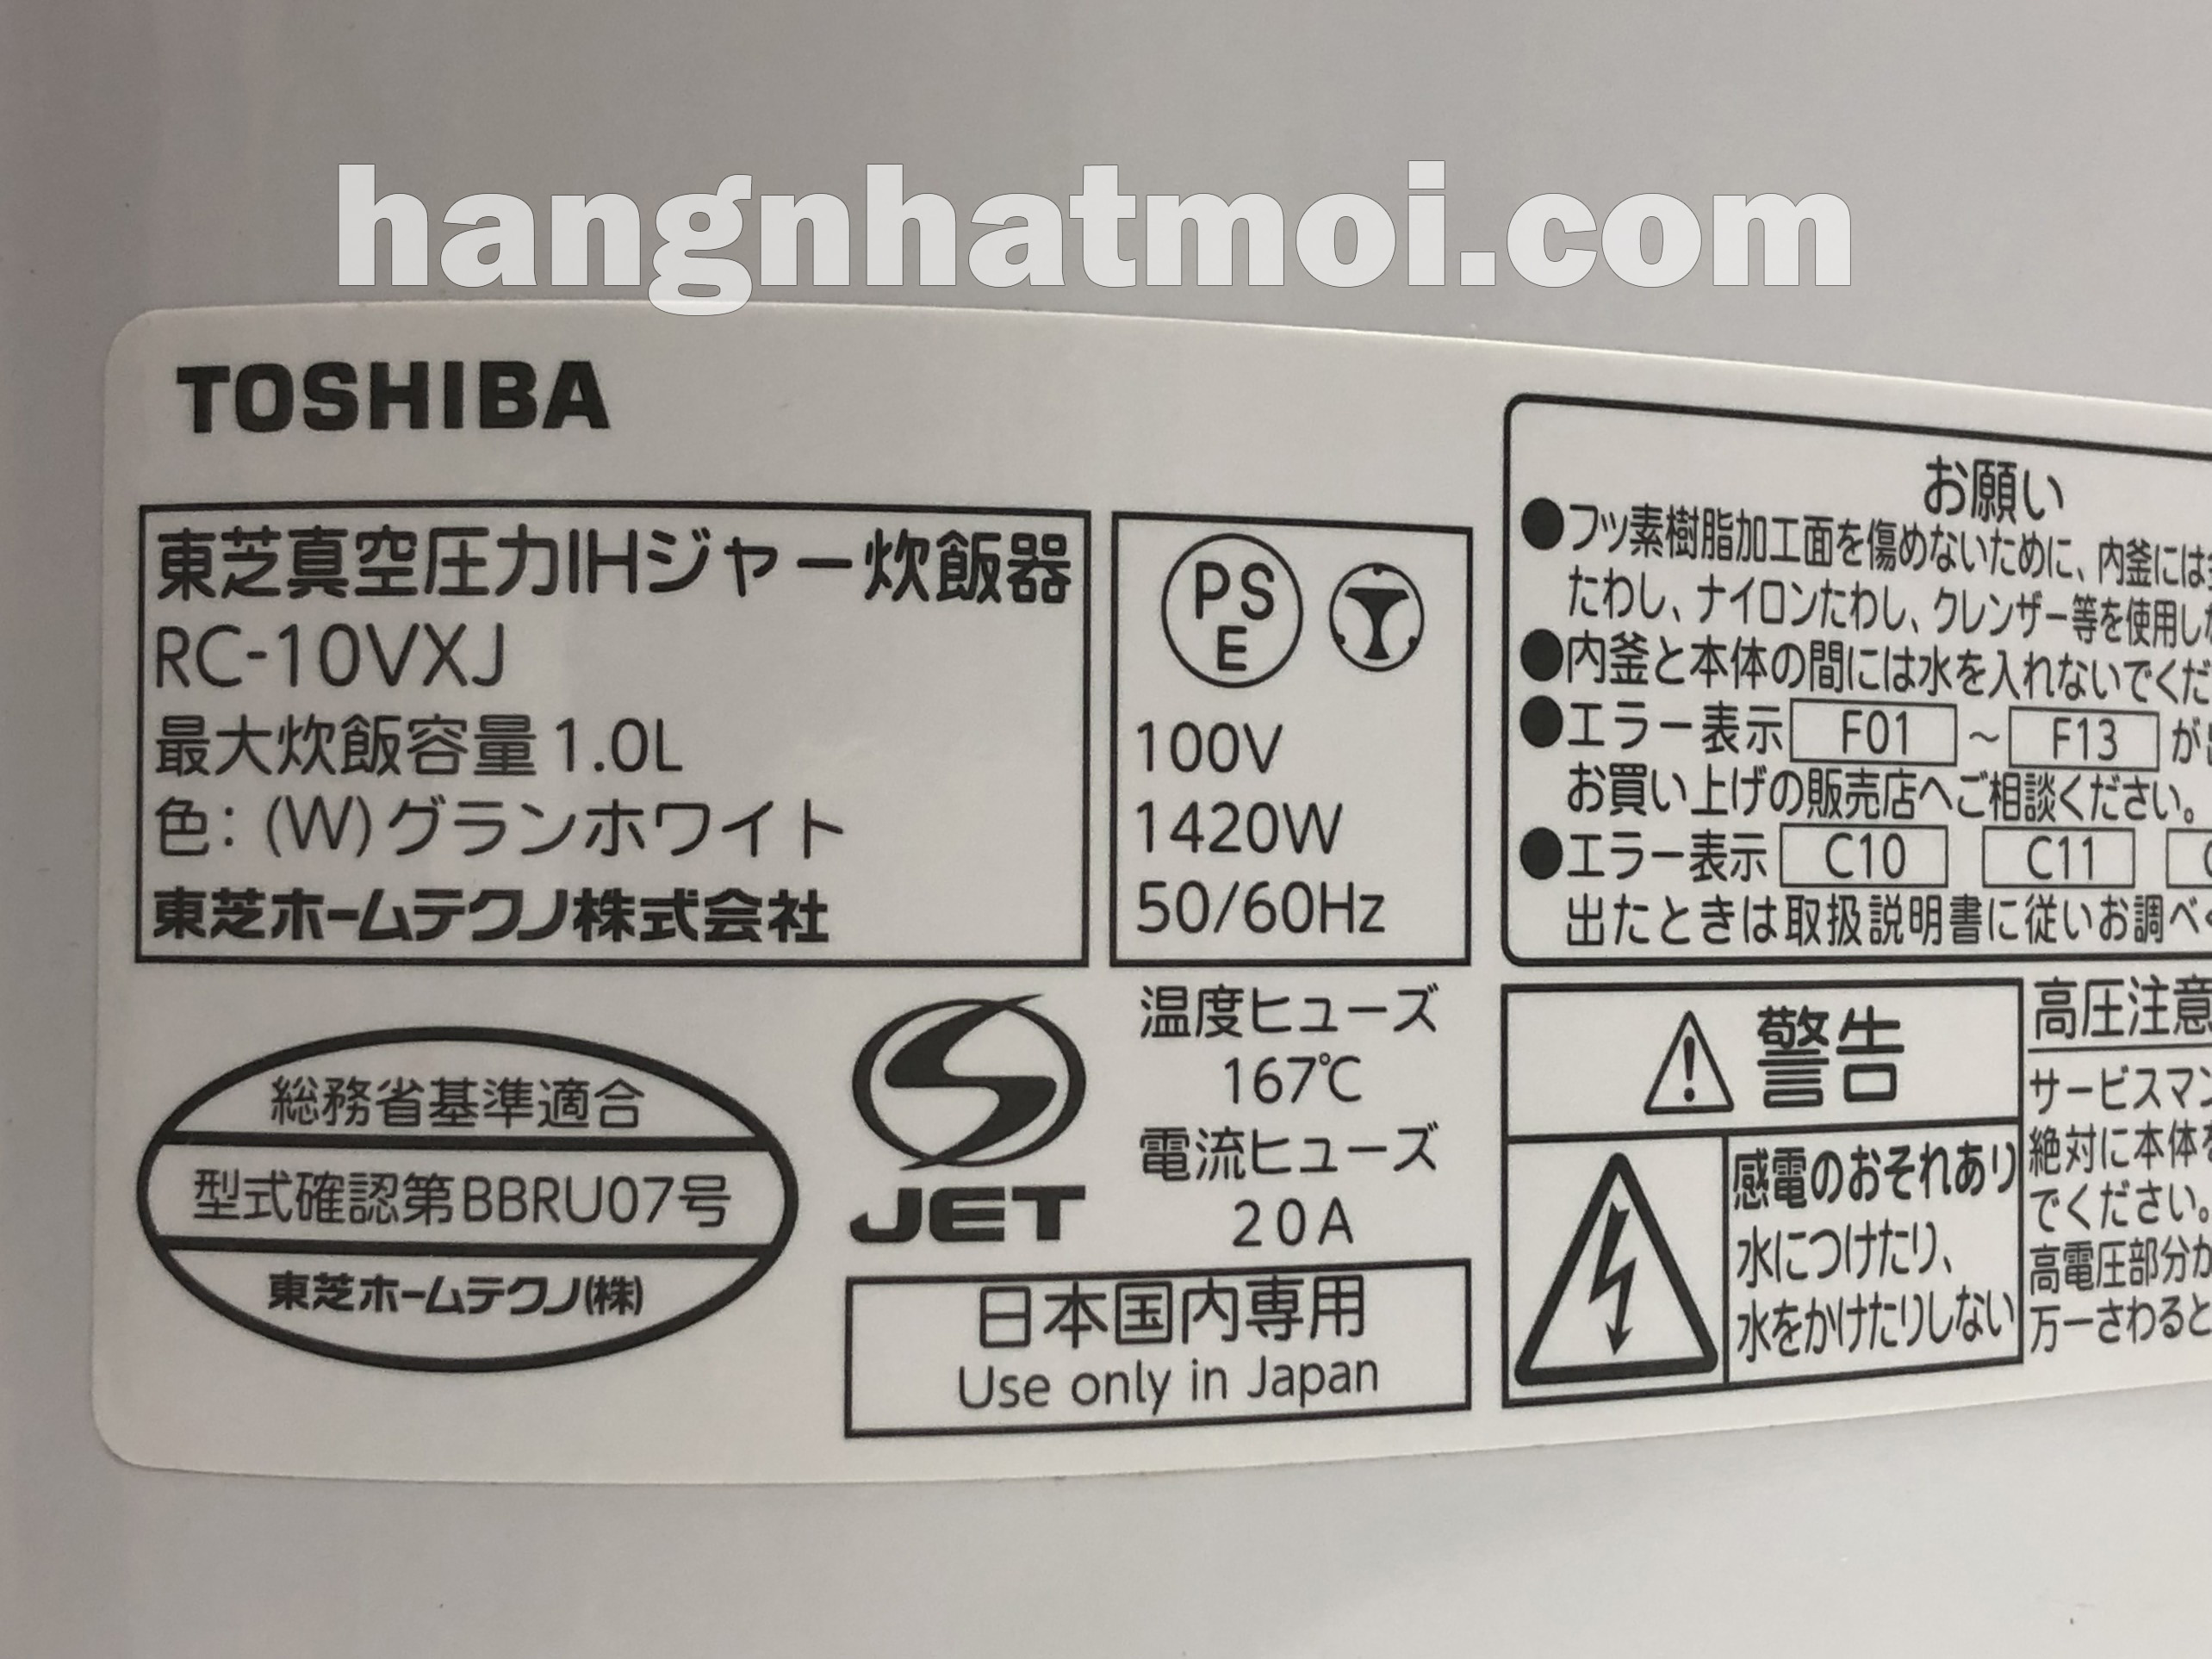 hangnhatmoi.com
TOSHIBA
東芝真空圧力IHジャー炊飯器
RC-10VXJ
最大炊飯容量1.0L
色：(W)グランホワイト
東芝ホームテクノ株式会社
PS
E
T
100V
1420W
50/60Hz
お願い
●フッ素樹脂加工面を傷めないために、内釜には
たわし、ナイロンたわし、クレンザー等を使用し
●内釜と本体の間には水を入れないでくだ
●エラー表示 F01 ～ F13 が
お買い上げの販売店へご相談ください。
●エラー表示 C10 C11
出たときは取扱説明書に従いお調べ
総務省基準適合
型式確認第BBRU07号
東芝ホームテクノ(株)
JET
温度ヒューズ
167℃
電流ヒューズ
20A
日本国内専用
Use only in Japan
警告
感電のおそれあり
水につけたり、
水をかけたりしない
高圧注意
サービスマン
絶対に本体を
でください。
高電圧部分が
万一さわると